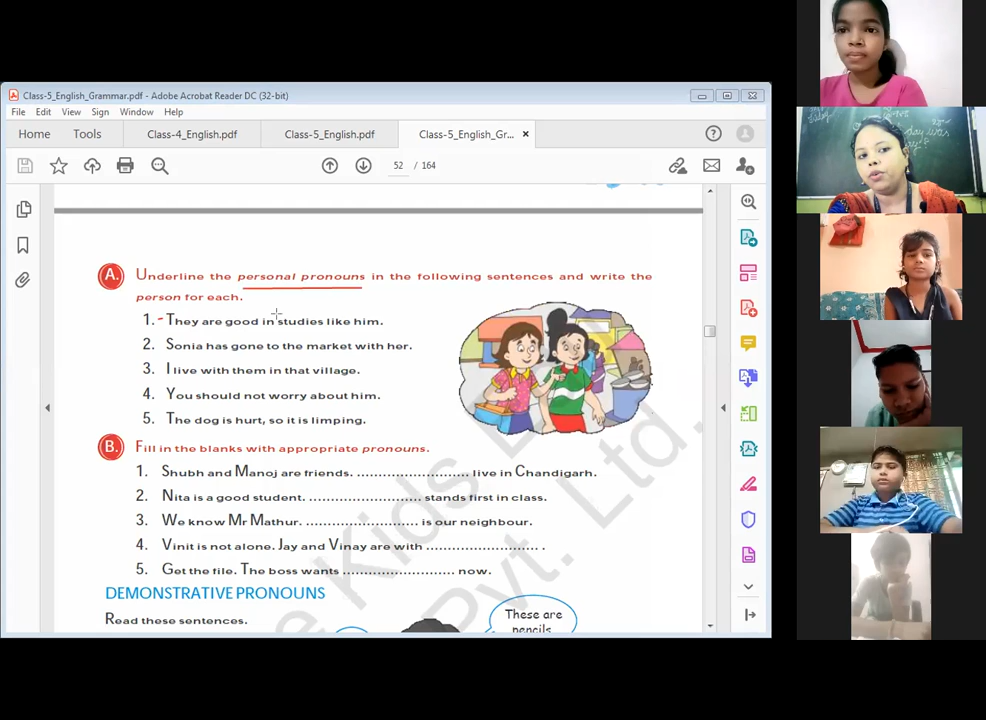 Class-5_English_Grammar.pdf - Adobe Acrobat Reader DC (32-bit)
File Edit View Sign Window Help
Home Tools Class-4_English.pdf Class-5_English.pdf Class-5_English_Gr... ×
52 / 164
A. Underline the personal pronouns in the following sentences and write the
person for each.
1. They are good in studies like him.
2. Sonia has gone to the market with her.
3. I live with them in that village.
4. You should not worry about him.
5. The dog is hurt, so it is limping.
B. Fill in the blanks with appropriate pronouns.
1. Shubh and Manoj are friends. .......................... live in Chandigarh.
2. Nita is a good student. .......................... stands first in class.
3. We know Mr Mathur. .......................... is our neighbour.
4. Vinit is not alone. Jay and Vinay are with .......................... .
5. Get the file. The boss wants .......................... now.
DEMONSTRATIVE PRONOUNS
Read these sentences.
These are
pencils
Kids
Pvt. Ltd.
day was